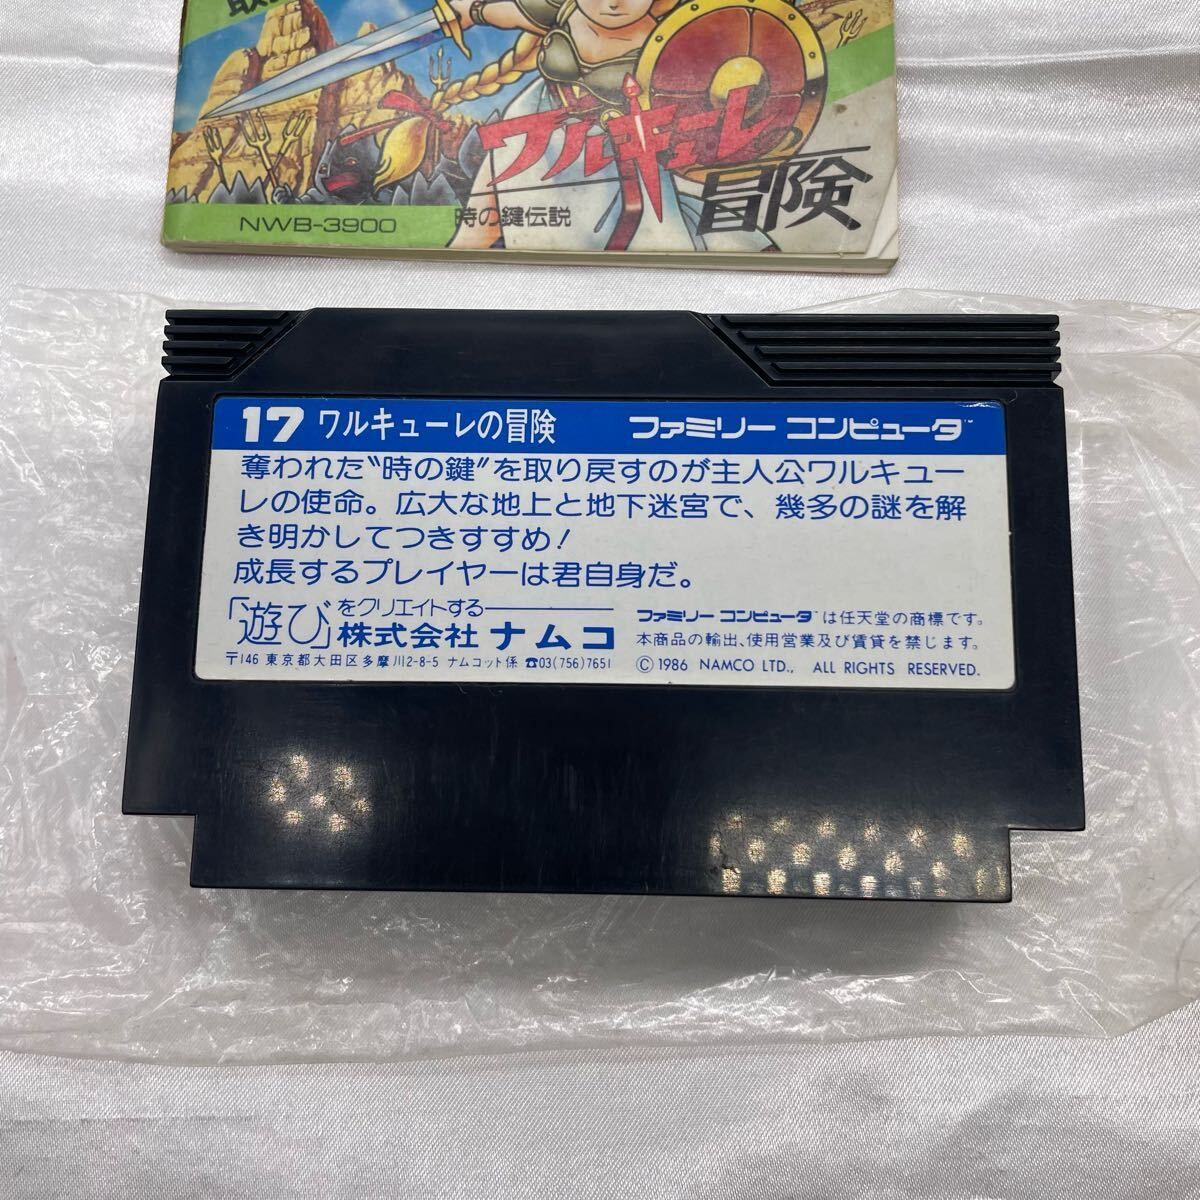 ワルキューレの
冒険
NWB-3900
時の鍵伝説
17 ワルキューレの冒険 ファミリー コンピュータ™
奪われた"時の鍵"を取り戻すのが主人公ワルキュー
レの使命。広大な地上と地下迷宮で、幾多の謎を解
き明かしてつきすすめ!
成長するプレイヤーは君自身だ。
「遊び」をクリエイトする――
株式会社 ナムコ
〒146 東京都大田区多摩川2-8-5 ナムコット係 ☎03(756)7651
ファミリー コンピュータ™は任天堂の商標です。
本商品の輸出、使用営業及び賃貸を禁じます。
© 1986 NAMCO LTD., ALL RIGHTS RESERVED.